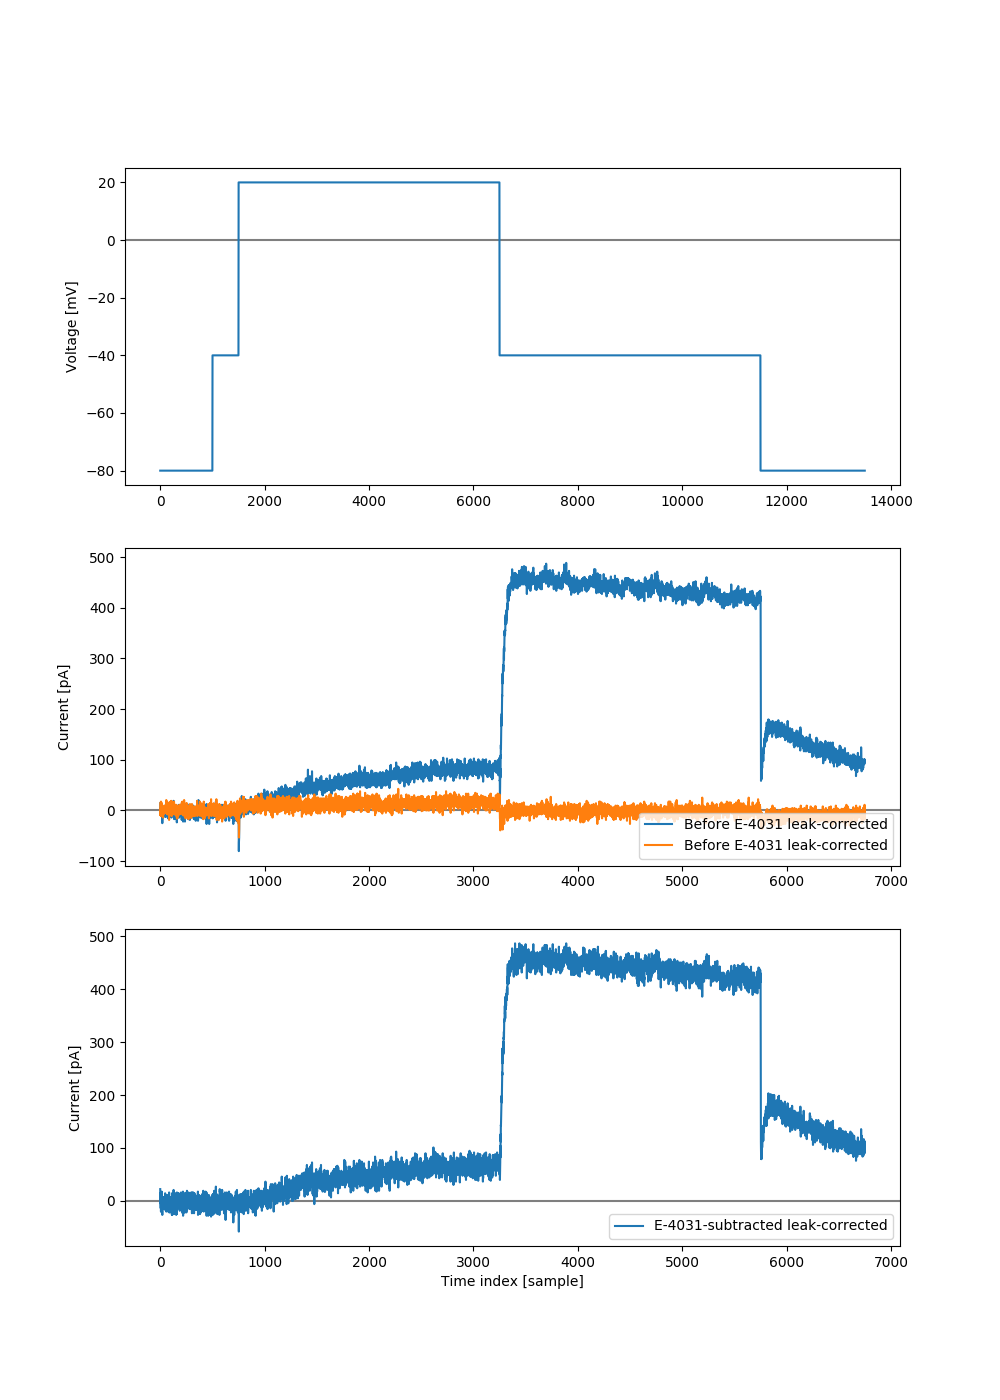 20
0
−20
−40
−60
−80
Voltage [mV]
0 2000 4000 6000 8000 10000 12000 14000
500
400
300
200
100
0
−100
Current [pA]
Before E-4031 leak-corrected
Before E-4031 leak-corrected
0 1000 2000 3000 4000 5000 6000 7000
500
400
300
200
100
0
Current [pA]
E-4031-subtracted leak-corrected
0 1000 2000 3000 4000 5000 6000 7000
Time index [sample]